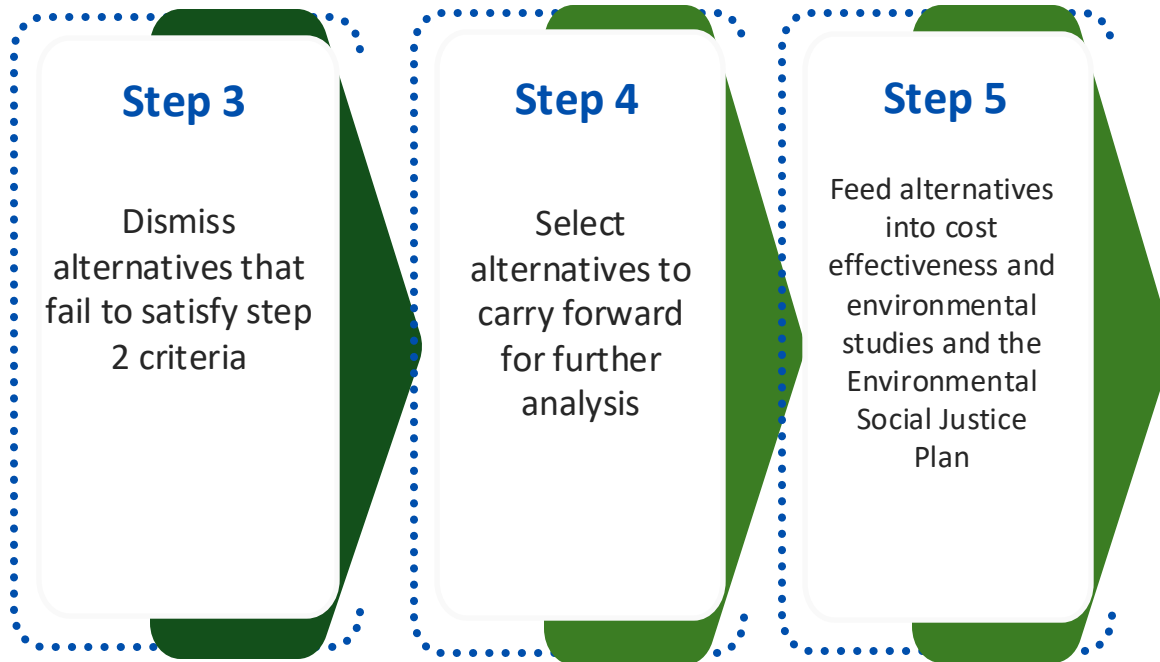 Step 3
Dismiss
alternatives that
fail to satisfy step
2 criteria
Step 4
Select
alternatives to
carry forward
for further
analysis
Step 5
Feed alternatives
into cost
effectiveness and
environmental
studies and the
Environmental
Social Justice
Plan